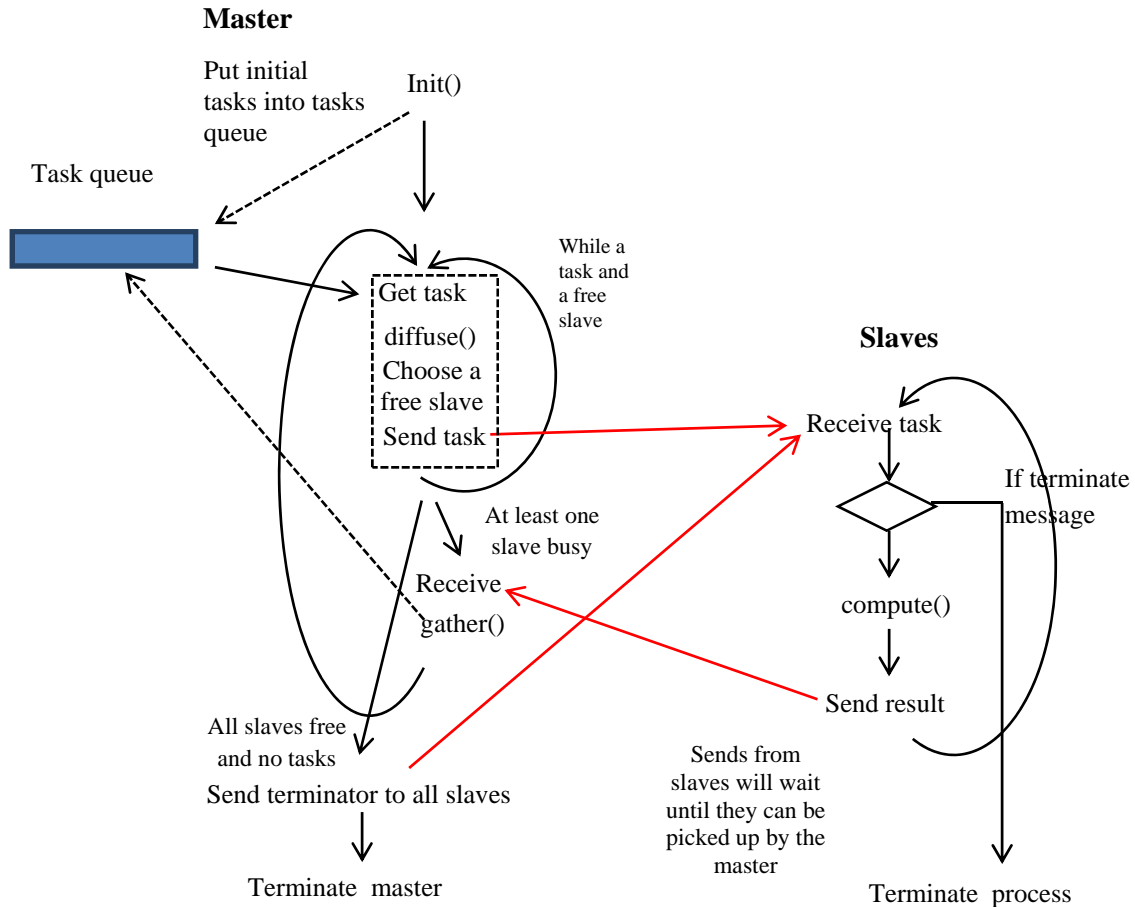 Master
Put initial
tasks into tasks
queue
Init()
Task queue
While a
task and
a free
slave
Get task
diffuse()
Choose a
free slave
Send task
Slaves
Receive task
If terminate
message
At least one
slave busy
Receive
gather()
compute()
Send result
All slaves free
and no tasks
Send terminator to all slaves
Sends from
slaves will wait
until they can be
picked up by the
master
Terminate master
Terminate process